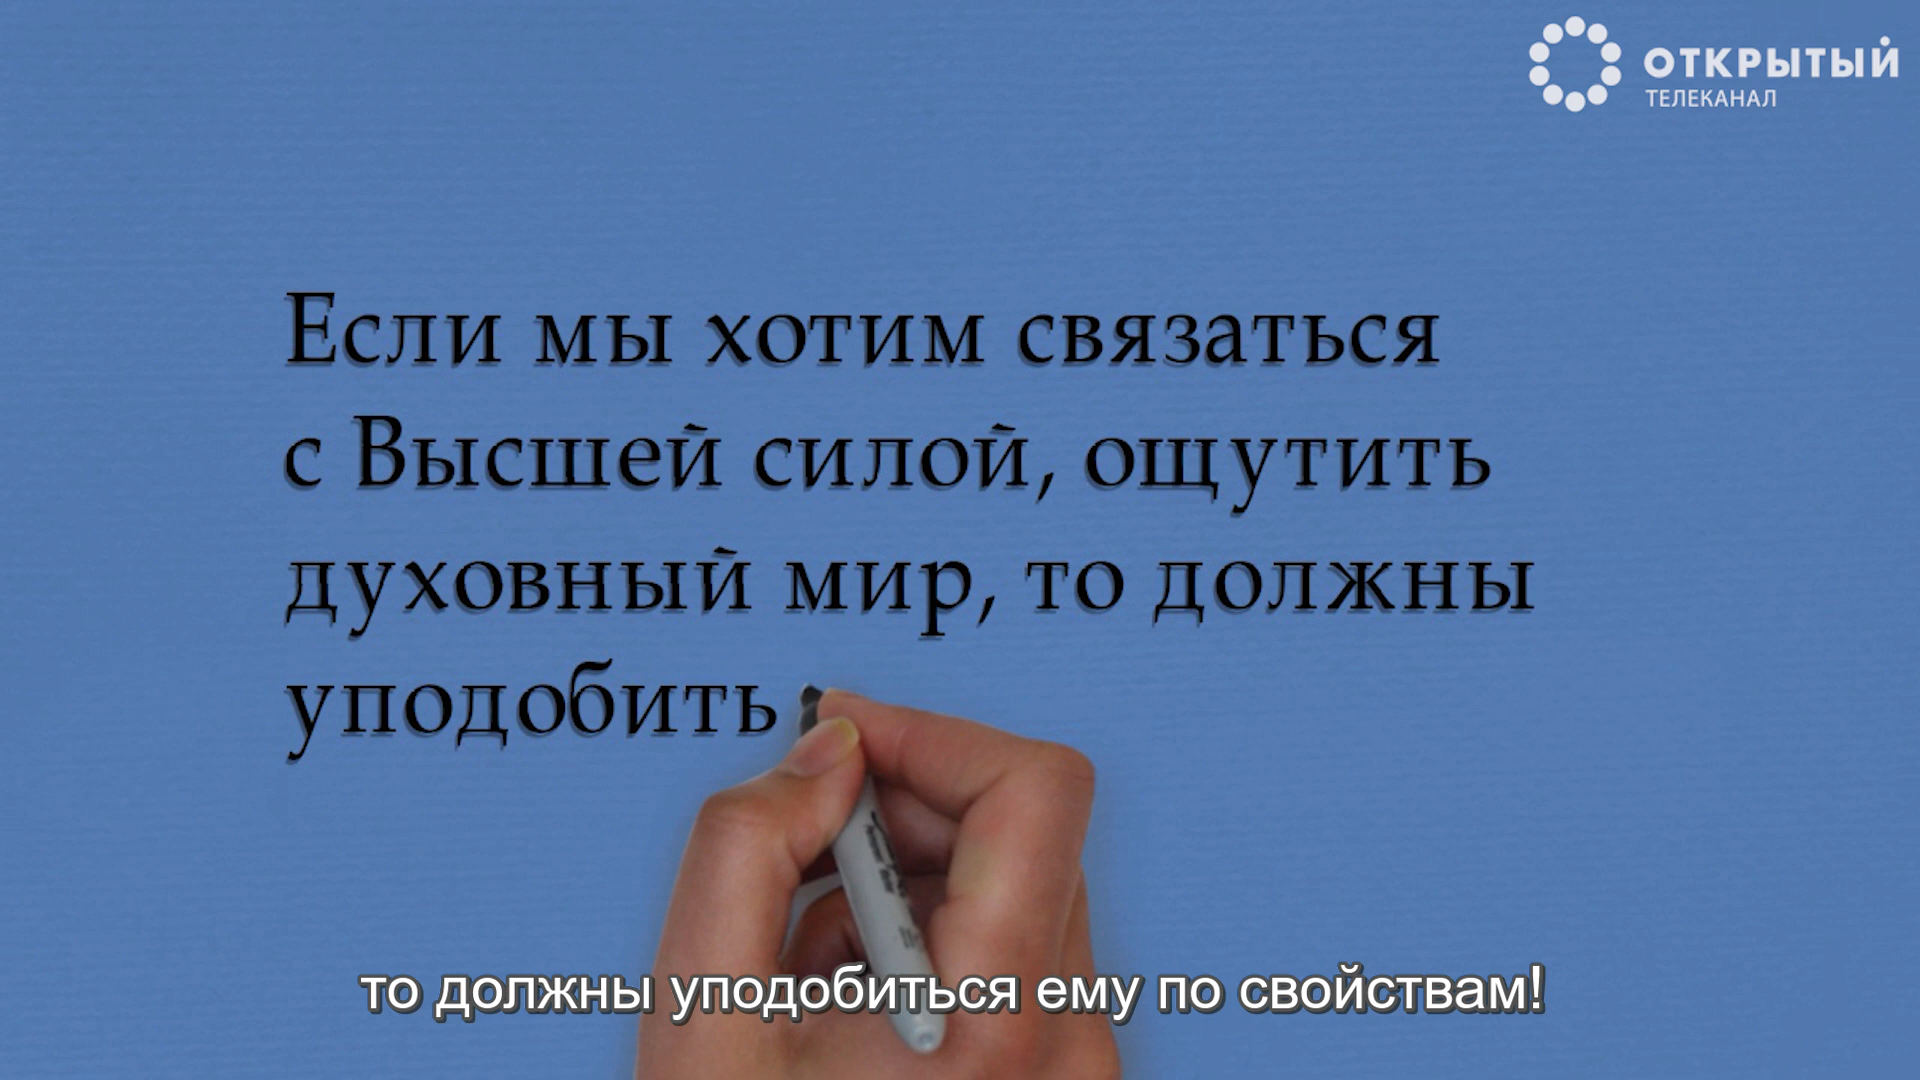 ОТКРЫТЫЙ
ТЕЛЕКАНАЛ
Если мы хотим связаться
с Высшей силой, ощутить
духовный мир, то должны
уподобить
то должны уподобиться ему по свойствам!